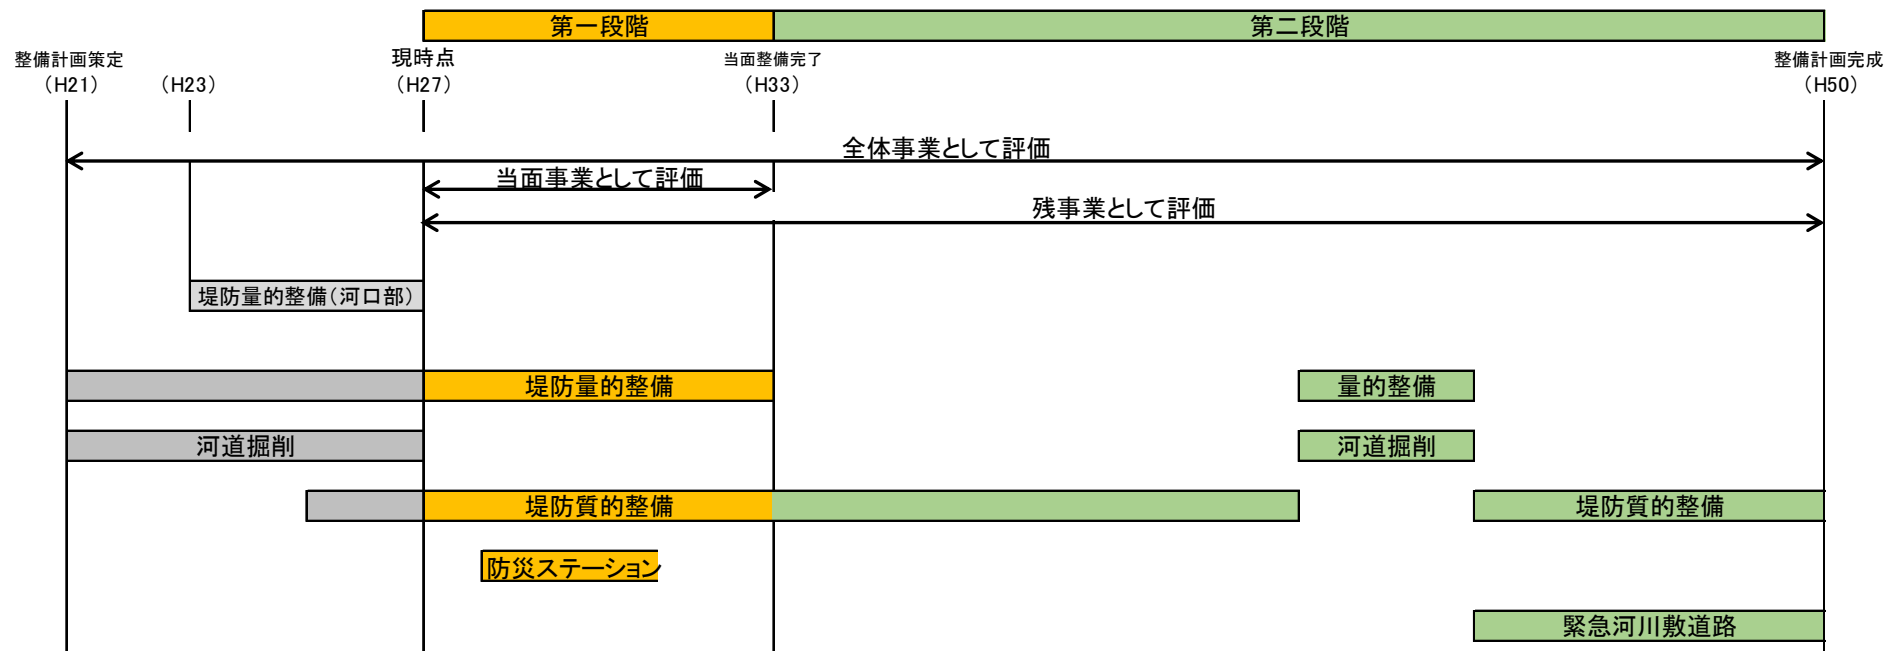 第一段階
第二段階
整備計画策定
（H21）
（H23）
現時点
（H27）
当面整備完了
（H33）
整備計画完成
（H50）
全体事業として評価
当面事業として評価
残事業として評価
堤防量的整備（河口部）
堤防量的整備
量的整備
河道掘削
河道掘削
堤防質的整備
堤防質的整備
防災ステーション
緊急河川敷道路